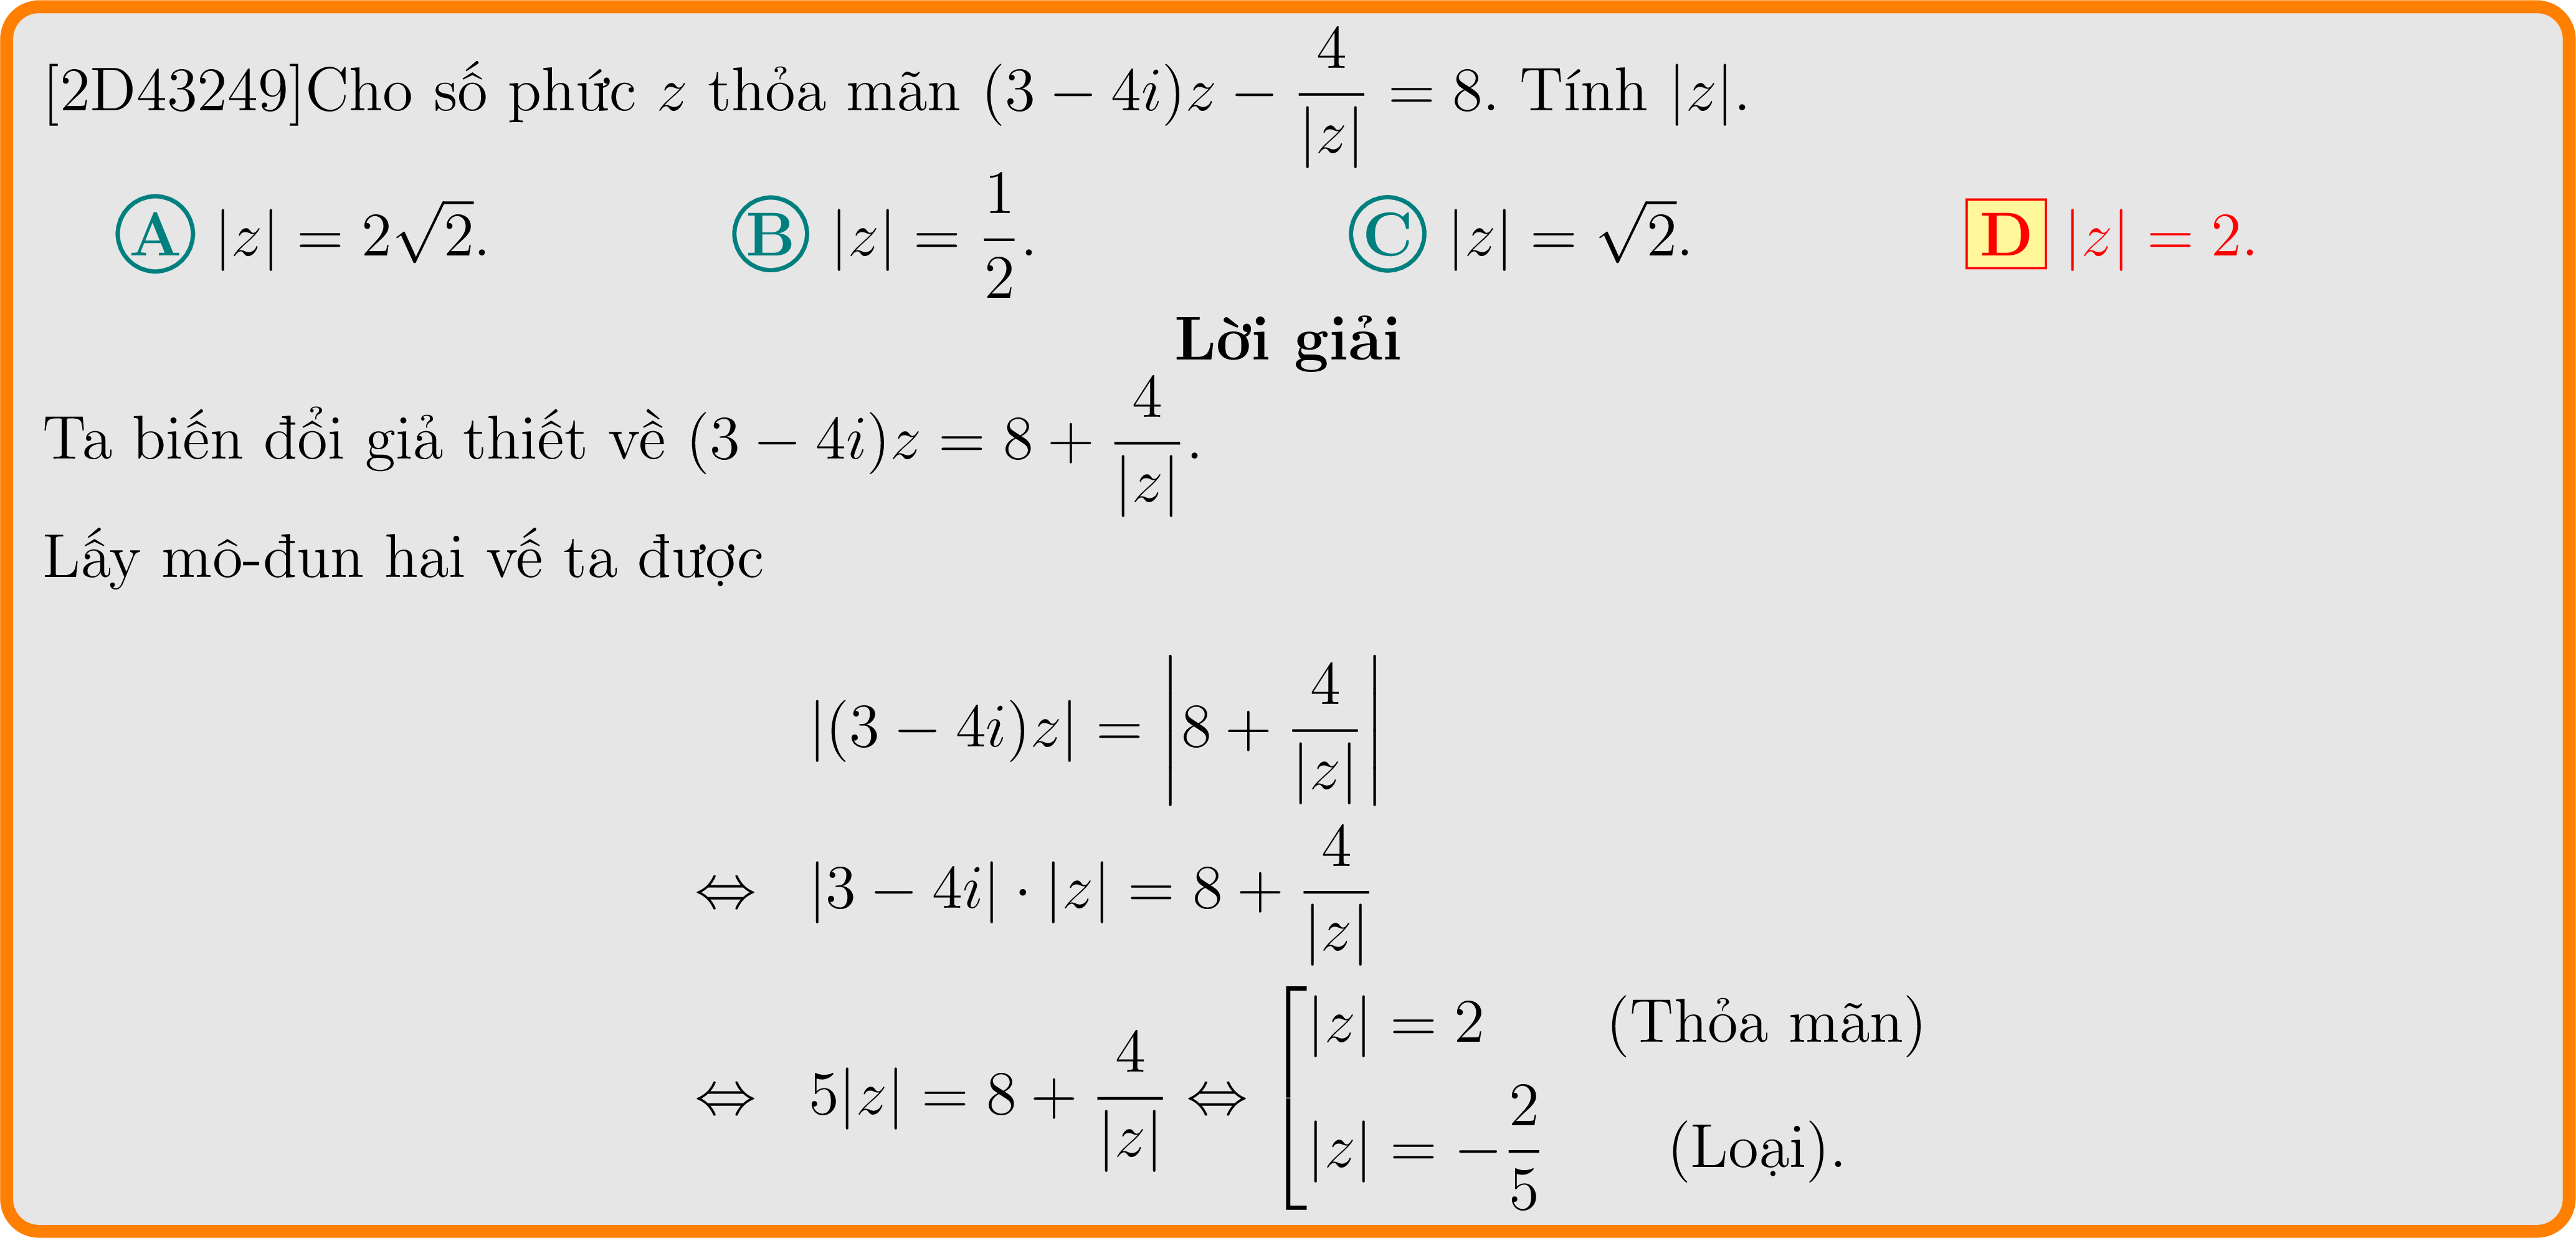 [2D43249]Cho số phức z thỏa mãn (3 − 4i)z − 4/|z| = 8. Tính |z|.
A |z| = 2√2. B |z| = 1/2. C |z| = √2. D |z| = 2.
Lời giải
Ta biến đổi giả thiết về (3 − 4i)z = 8 + 4/|z|.
Lấy mô-đun hai vế ta được
|(3 − 4i)z| = |8 + 4/|z||
⇔ |3 − 4i| · |z| = 8 + 4/|z|
⇔ 5|z| = 8 + 4/|z| ⇔ [ |z| = 2 (Thỏa mãn)
|z| = −2/5 (Loại).